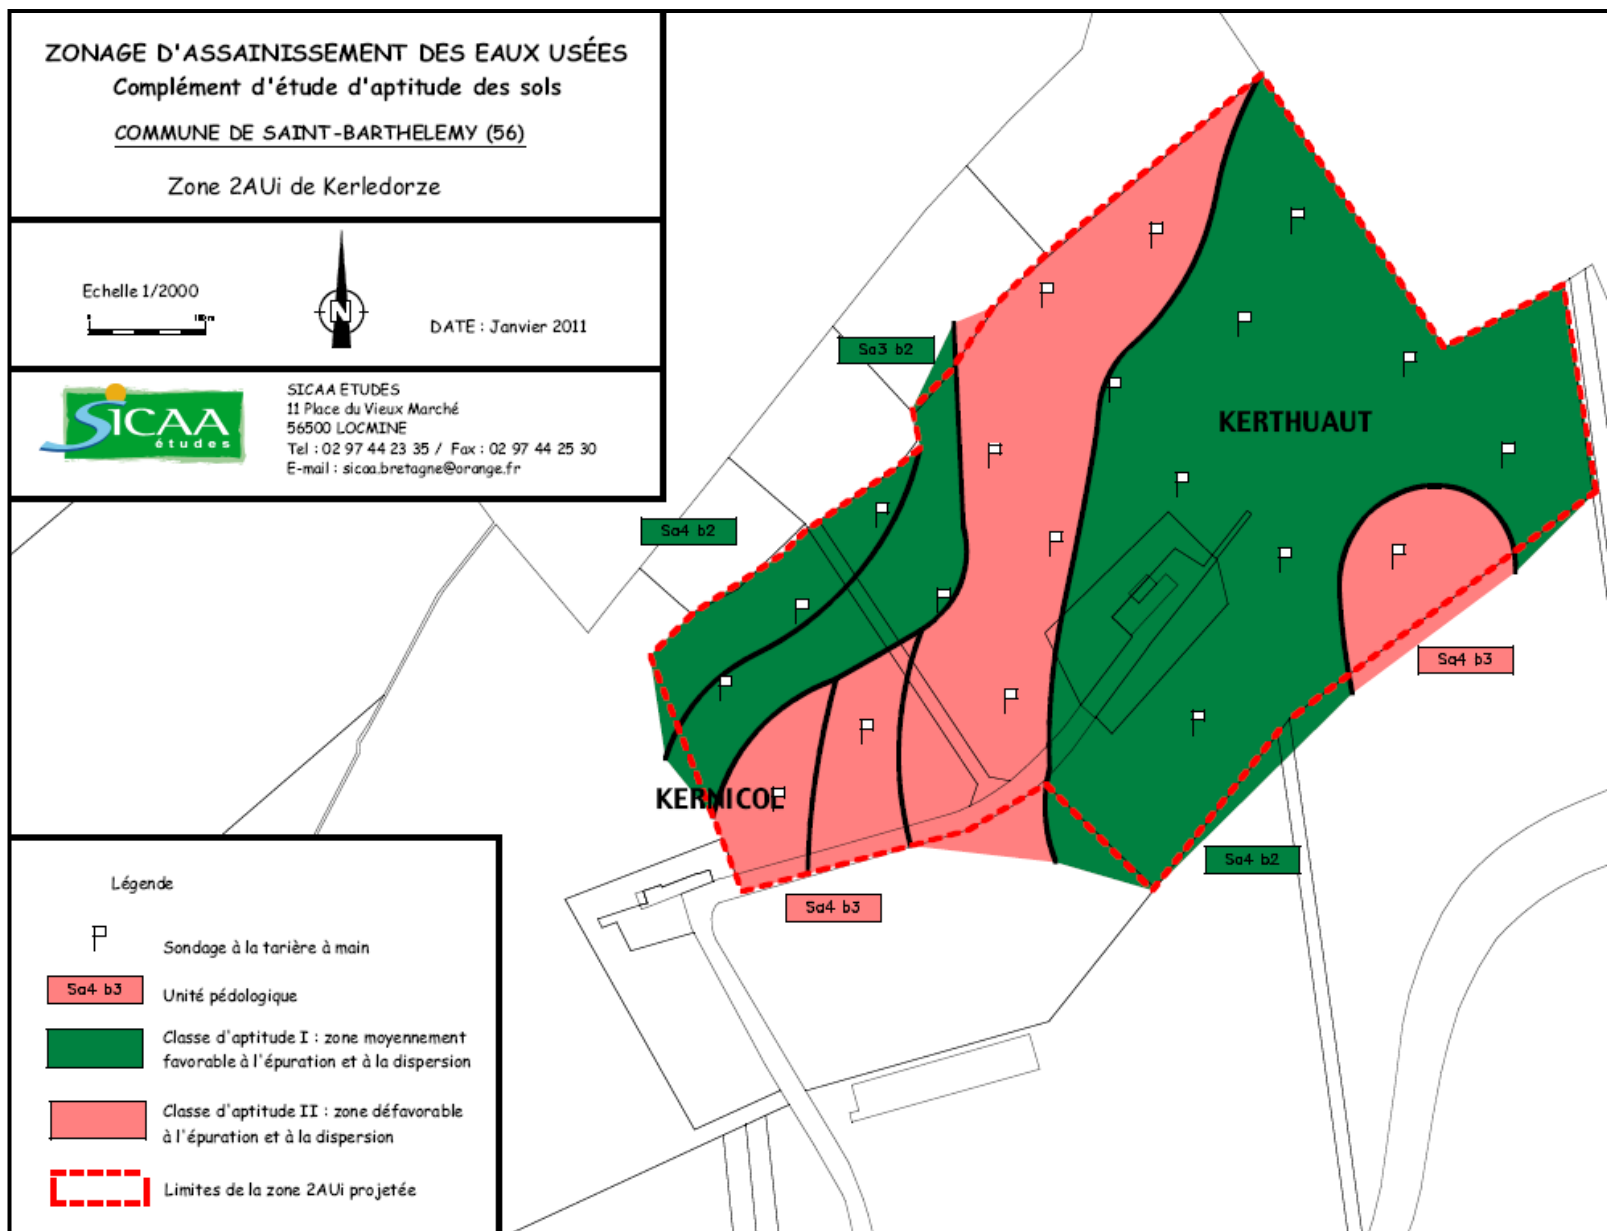 ZONAGE D'ASSAINISSEMENT DES EAUX USÉES
Complément d'étude d'aptitude des sols
COMMUNE DE SAINT-BARTHELEMY (56)
Zone 2AUi de Kerledorze
Echelle 1/2000
N
DATE : Janvier 2011
SICAA
études
SICAA ETUDES
11 Place du Vieux Marché
56500 LOCMINE
Tel : 02 97 44 23 35 / Fax : 02 97 44 25 30
E-mail : sicaa.bretagne@orange.fr
Sa3 b2
KERTHUAUT
Sa4 b2
Sa4 b3
KERNICOL
Sa4 b2
Sa4 b3
Légende
Sondage à la tarière à main
Sa4 b3
Unité pédologique
Classe d'aptitude I : zone moyennement
favorable à l'épuration et à la dispersion
Classe d'aptitude II : zone défavorable
à l'épuration et à la dispersion
Limites de la zone 2AUi projetée